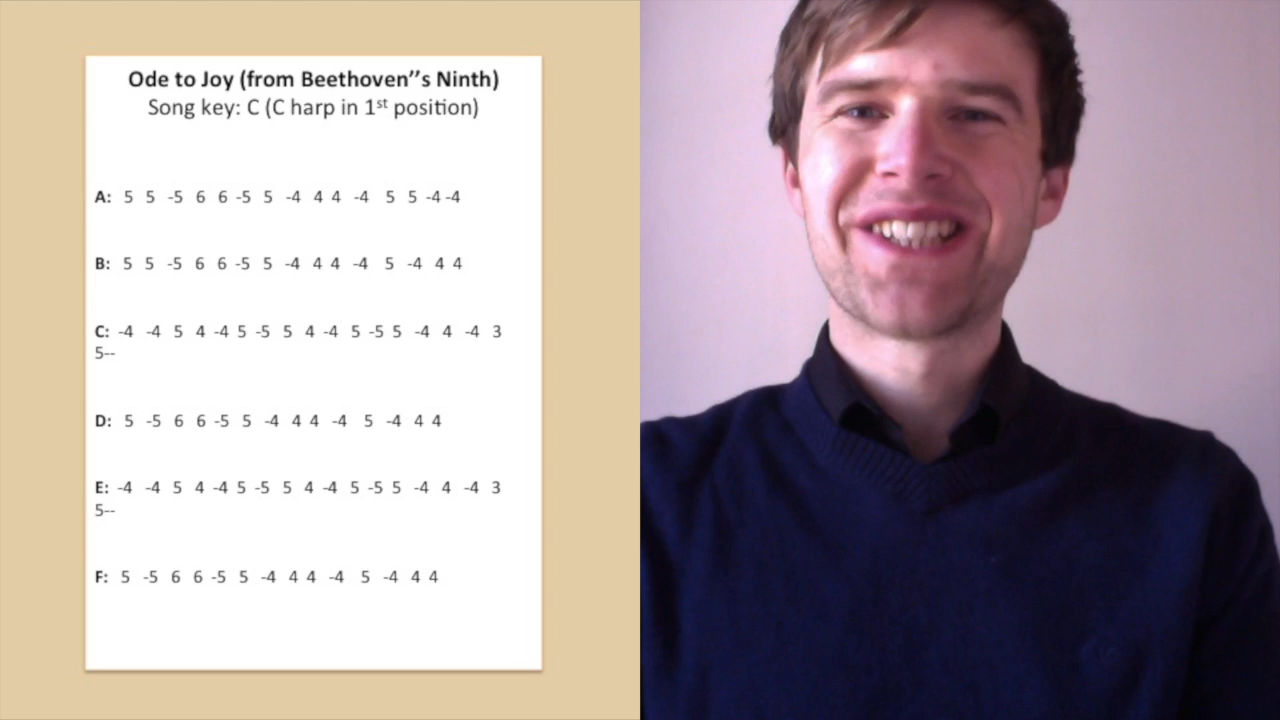 Ode to Joy (from Beethoven’’s Ninth)
Song key: C (C harp in 1st position)
A: 5 5 -5 6 6 -5 5 -4 4 4 -4 5 5 -4 -4
B: 5 5 -5 6 6 -5 5 -4 4 4 -4 5 -4 4 4
C: -4 -4 5 4 -4 5 -5 5 4 -4 5 -5 5 -4 4 -4 3
5--
D: 5 -5 6 6 -5 5 -4 4 4 -4 5 -4 4 4
E: -4 -4 5 4 -4 5 -5 5 4 -4 5 -5 5 -4 4 -4 3
5--
F: 5 -5 6 6 -5 5 -4 4 4 -4 5 -4 4 4